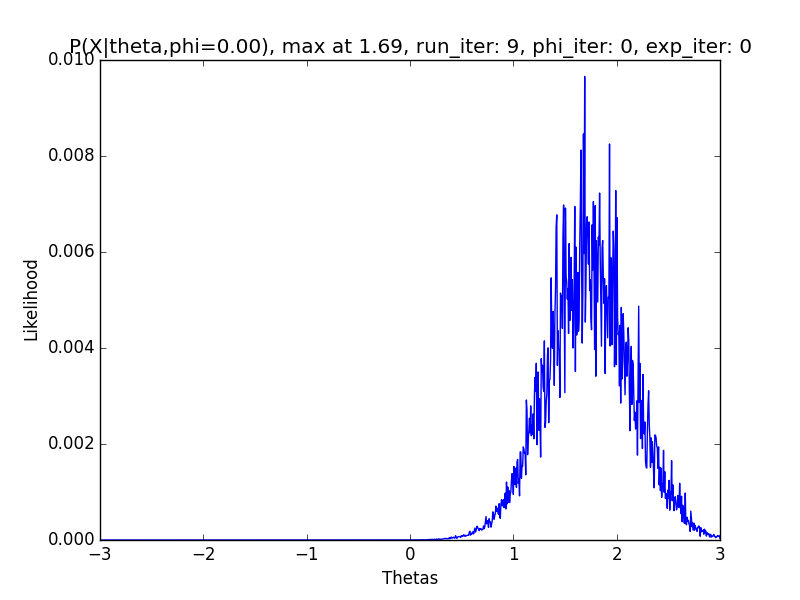 P(X|theta,phi=0.00), max at 1.69, run_iter: 9, phi_iter: 0, exp_iter: 0
0.010
0.008
0.006
0.004
0.002
0.000
Likelihood
−3 −2 −1 0 1 2 3
Thetas